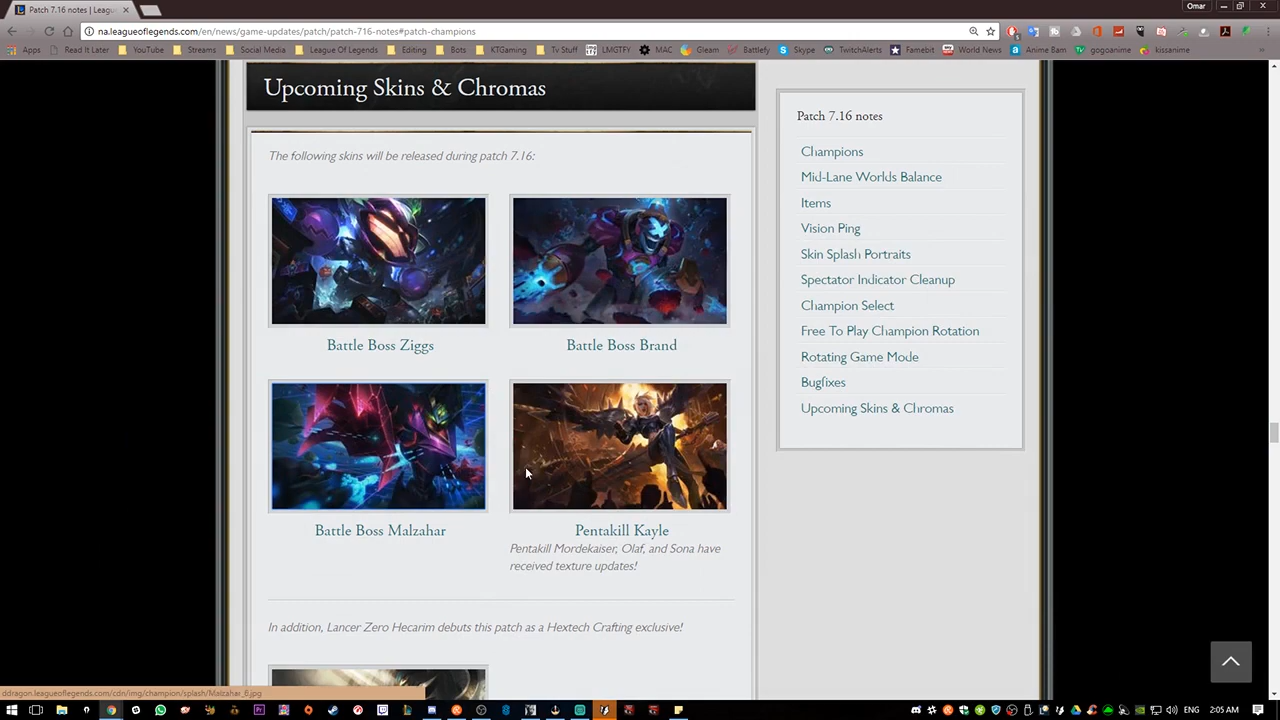 Patch 7.16 notes | Leagu
Omar
na.leagueoflegends.com/en/news/game-updates/patch/patch-716-notes#patch-champions
Apps
Read It Later
YouTube
Streams
Social Media
League Of Legends
Editing
Bots
KTGaming
Tv Stuff
LMGTFY
MAC
Gleam
Battlefy
Skype
TwitchAlerts
Famebit
World News
Anime Bam
gogoanime
kissanime
Upcoming Skins & Chromas
The following skins will be released during patch 7.16:
Battle Boss Ziggs
Battle Boss Brand
Battle Boss Malzahar
Pentakill Kayle
Pentakill Mordekaiser, Olaf, and Sona have
received texture updates!
In addition, Lancer Zero Hecarim debuts this patch as a Hextech Crafting exclusive!
Patch 7.16 notes
Champions
Mid-Lane Worlds Balance
Items
Vision Ping
Skin Splash Portraits
Spectator Indicator Cleanup
Champion Select
Free To Play Champion Rotation
Rotating Game Mode
Bugfixes
Upcoming Skins & Chromas
ddragon.leagueoflegends.com/cdn/img/champion/splash/Malzahar_6.jpg
ENG
2:05 AM